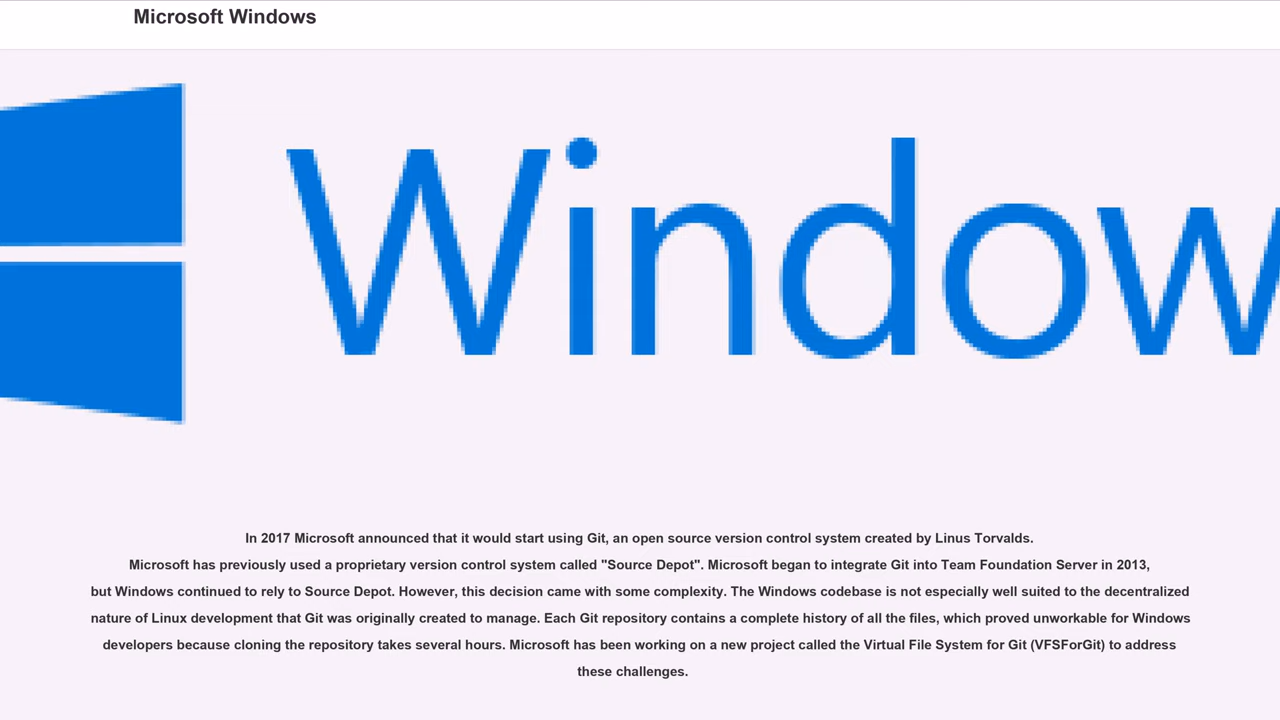 Microsoft Windows
Window
In 2017 Microsoft announced that it would start using Git, an open source version control system created by Linus Torvalds.
Microsoft has previously used a proprietary version control system called "Source Depot". Microsoft began to integrate Git into Team Foundation Server in 2013,
but Windows continued to rely to Source Depot. However, this decision came with some complexity. The Windows codebase is not especially well suited to the decentralized
nature of Linux development that Git was originally created to manage. Each Git repository contains a complete history of all the files, which proved unworkable for Windows
developers because cloning the repository takes several hours. Microsoft has been working on a new project called the Virtual File System for Git (VFSForGit) to address
these challenges.